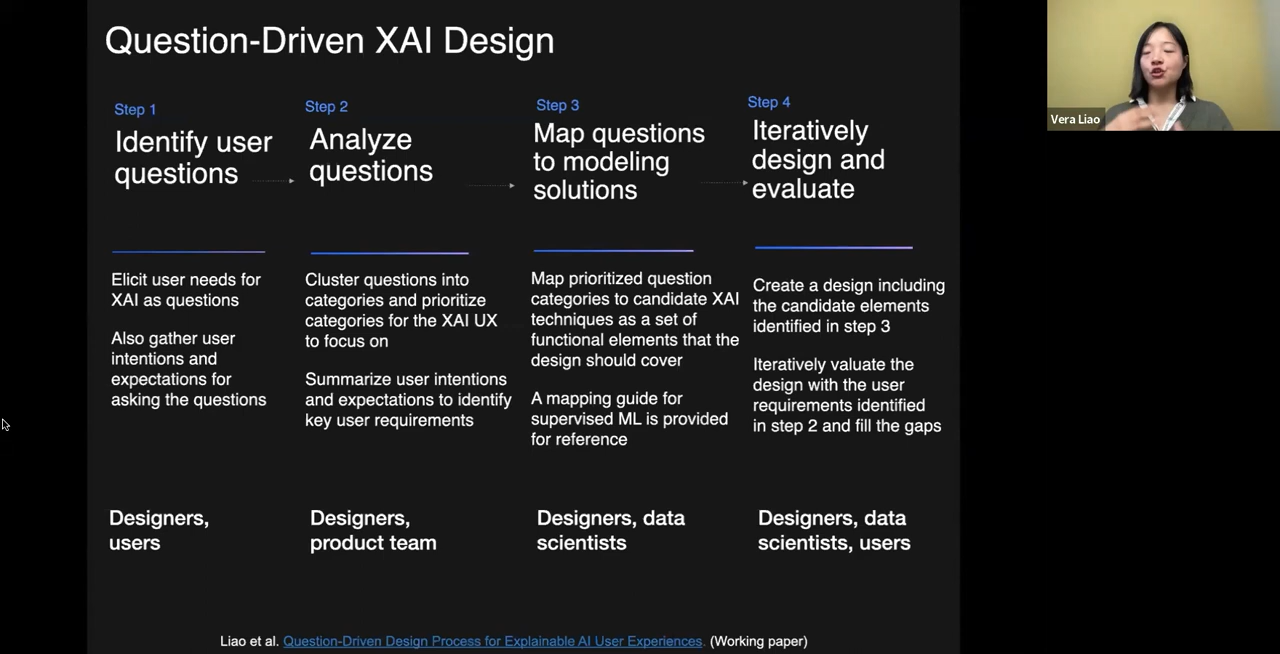 Question-Driven XAI Design
Step 1
Identify user
questions
Elicit user needs for
XAI as questions
Also gather user
intentions and
expectations for
asking the questions
Designers,
users
Step 2
Analyze
questions
Cluster questions into
categories and prioritize
categories for the XAI UX
to focus on
Summarize user intentions
and expectations to identify
key user requirements
Designers,
product team
Step 3
Map questions
to modeling
solutions
Map prioritized question
categories to candidate XAI
techniques as a set of
functional elements that the
design should cover
A mapping guide for
supervised ML is provided
for reference
Designers, data
scientists
Step 4
Iteratively
design and
evaluate
Create a design including
the candidate elements
identified in step 3
Iteratively valuate the
design with the user
requirements identified
in step 2 and fill the gaps
Designers, data
scientists, users
Liao et al. Question-Driven Design Process for Explainable AI User Experiences. (Working paper)
Vera Liao